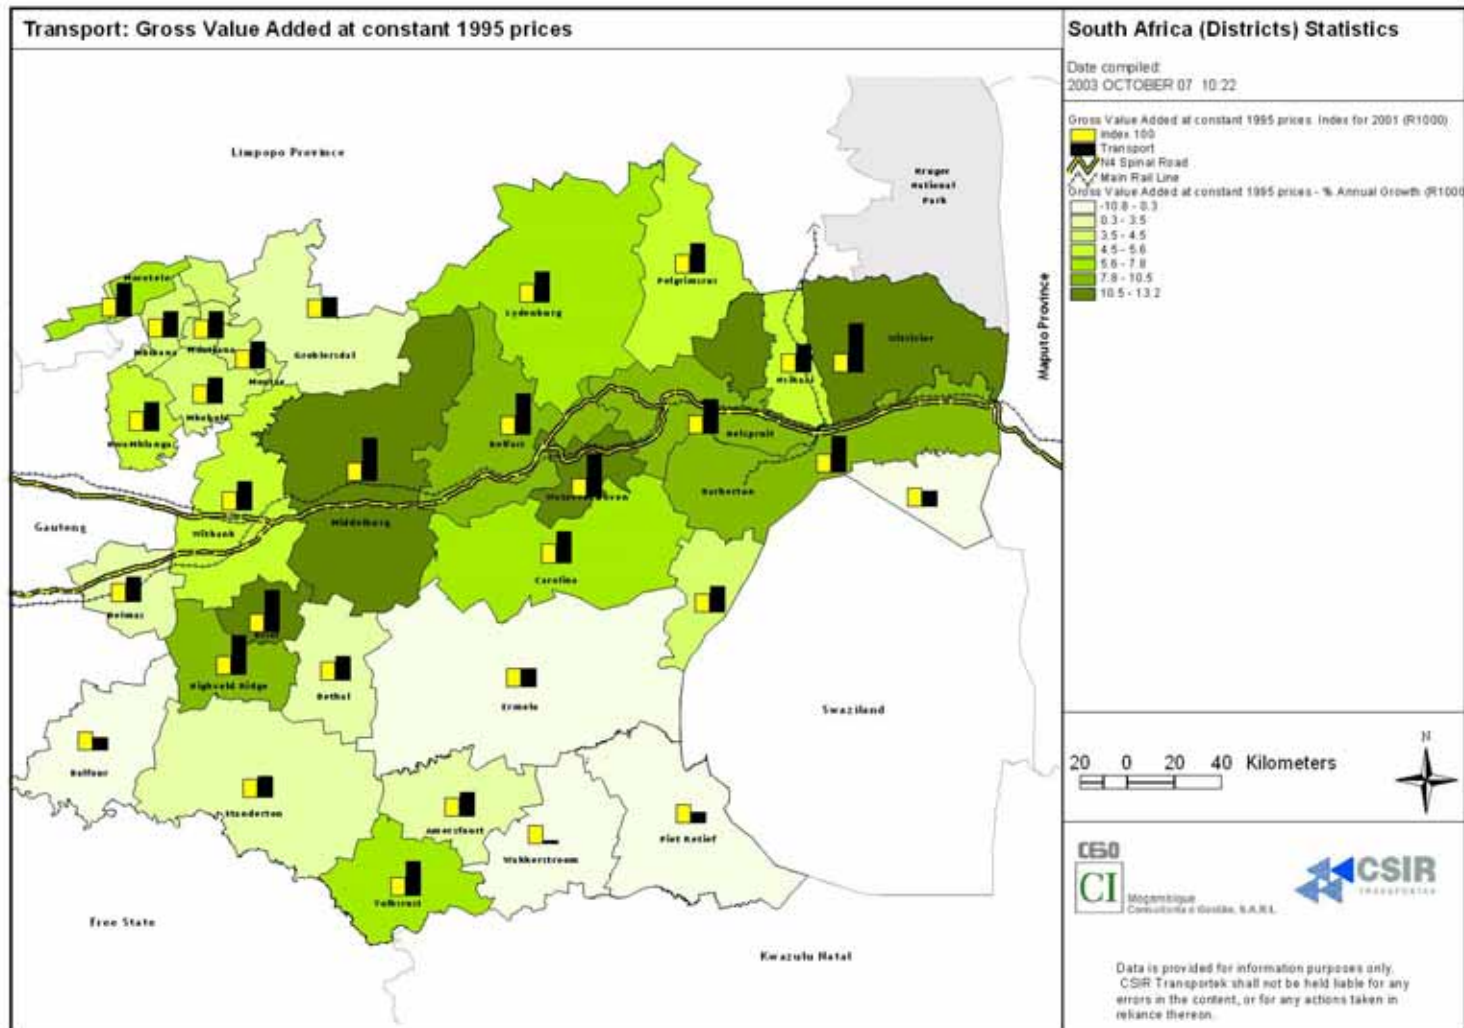 Transport: Gross Value Added at constant 1995 prices
South Africa (Districts) Statistics
Date compiled:
2003 OCTOBER 07 10:22
Gross Value Added at constant 1995 prices Index for 2001 (R1000)
Index 100
Transport
N4 Spinal Road
Main Rail Line
Gross Value Added at constant 1995 prices - % Annual Growth (R1000
-10.8 - 0.3
0.3 - 3.5
3.5 - 4.5
4.5 - 5.6
5.6 - 7.8
7.8 - 10.5
10.5 - 13.2
Limpopo Province
Kruger
National
Park
Maputo Province
Pelgrimsrus
Lydenburg
Groblersdal
Belfast
Nelspruit
Barberton
Witbank
Middelburg
Carolina
Gauteng
Delmas
Highveld Ridge
Bethal
Ermelo
Swaziland
Balfour
Standerton
Amersfoort
Wakkerstroom
Piet Retief
Volksrust
Free State
Kwazulu Natal
20 0 20 40 Kilometers
N
CESO
CI
Moçambique
Consultoria e Gestão, S.A.R.L.
CSIR
TRANSPORTEK
Data is provided for information purposes only.
CSIR Transportek shall not be held liable for any
errors in the content, or for any actions taken in
reliance thereon.